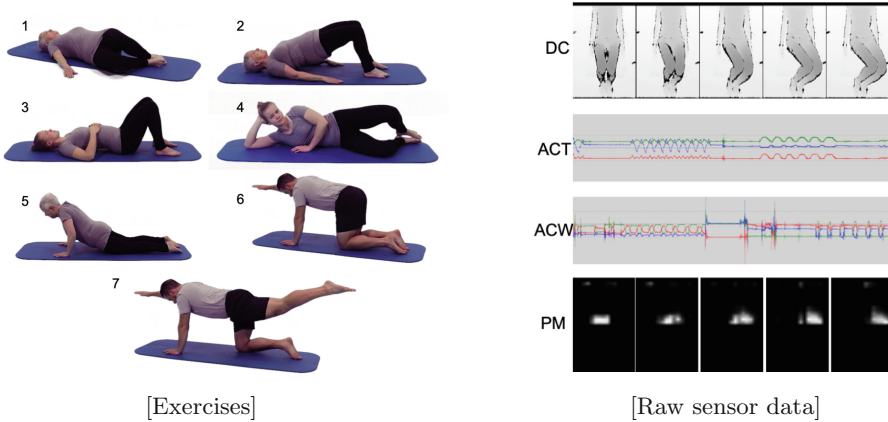 1
2
3
4
5
6
7
[Exercises]
DC
ACT
ACW
PM
[Raw sensor data]